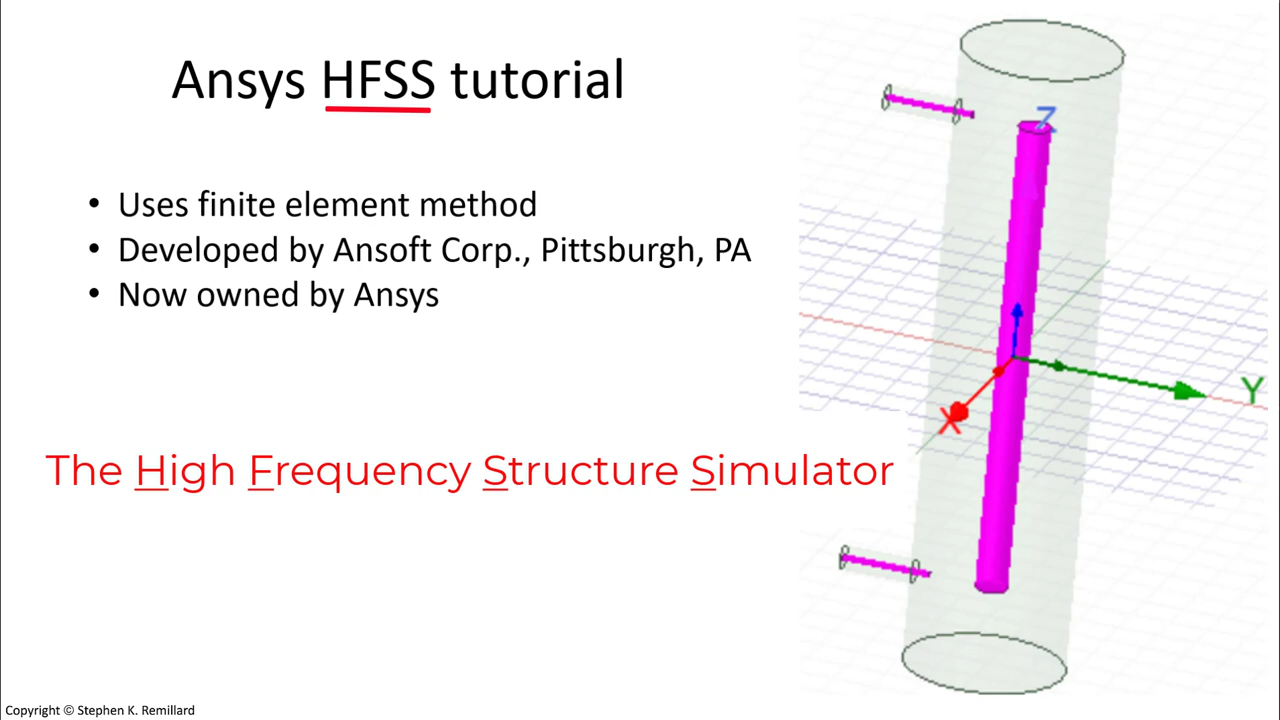 Ansys HFSS tutorial
• Uses finite element method
• Developed by Ansoft Corp., Pittsburgh, PA
• Now owned by Ansys
The High Frequency Structure Simulator
Z
Y
X
Copyright © Stephen K. Remillard